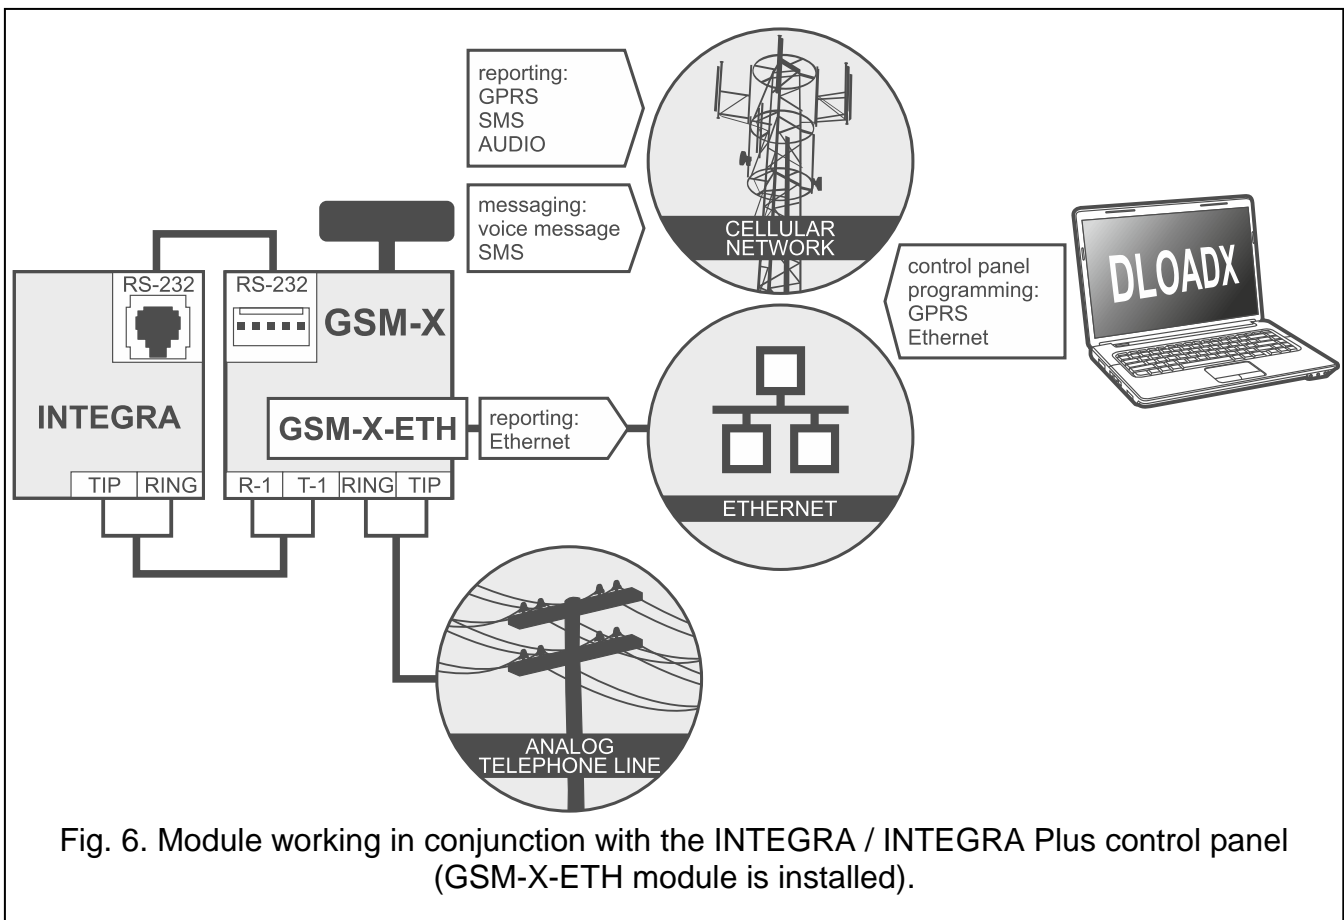 reporting:
GPRS
SMS
AUDIO
messaging:
voice message
SMS
CELLULAR
NETWORK
control panel
programming:
GPRS
Ethernet
DLOADX
RS-232
RS-232
GSM-X
INTEGRA
GSM-X-ETH
reporting:
Ethernet
TIP RING
R-1 T-1 RING TIP
ETHERNET
ANALOG
TELEPHONE LINE
Fig. 6. Module working in conjunction with the INTEGRA / INTEGRA Plus control panel
(GSM-X-ETH module is installed).